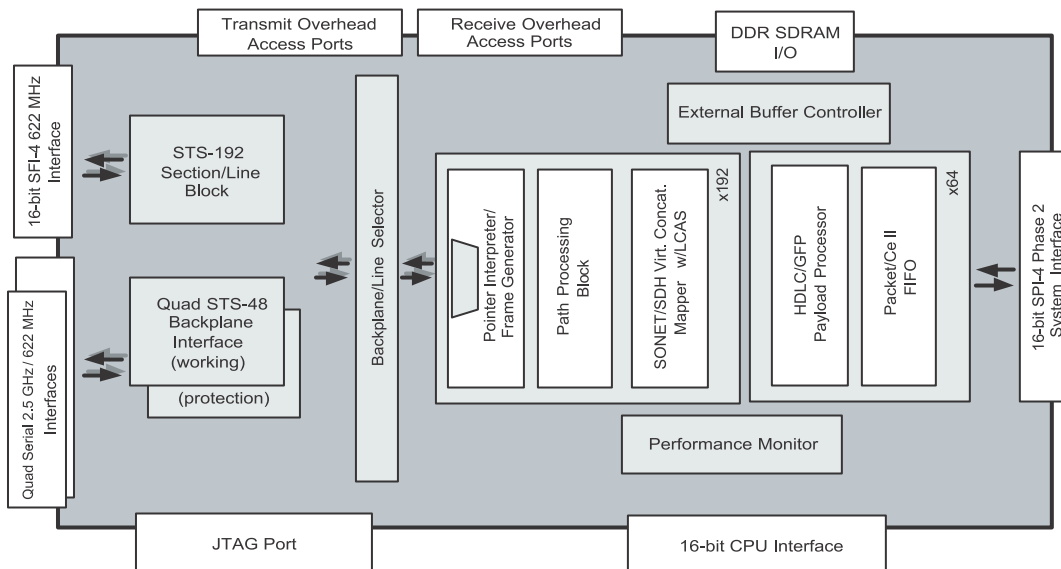 Transmit Overhead
Access Ports
Receive Overhead
Access Ports
DDR SDRAM
I/O
16-bit SFI-4 622 MHz
Interface
STS-192
Section/Line
Block
Quad Serial 2.5 GHz / 622 MHz
Interfaces
Quad STS-48
Backplane
Interface
(working)
(protection)
Backplane/Line Selector
External Buffer Controller
x192
Pointer Interpreter/
Frame Generator
Path Processing
Block
SONET/SDH Virt. Concat.
Mapper w/LCAS
x64
HDLC/GFP
Payload Processor
Packet/Ce II
FIFO
16-bit SPI-4 Phase 2
System Interface
Performance Monitor
JTAG Port
16-bit CPU Interface